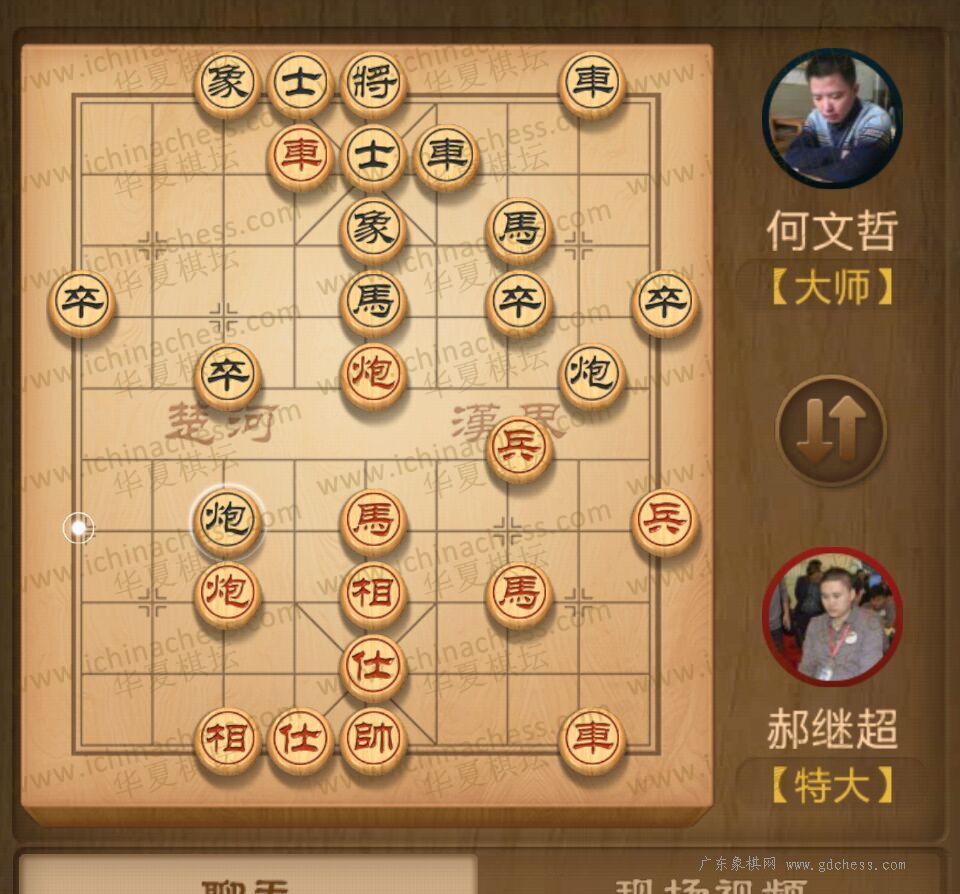 象 士 將 車
車 士 車
象 馬
卒 馬 卒 卒
卒 炮 炮
楚河 漢界
兵
炮 馬 兵
炮 相 馬
仕
相 仕 帥 車
何文哲
【大师】
郝继超
【特大】
广东象棋网 www.gdchess.com
www.ichinachess.com
华夏棋坛
聊天
现场视频